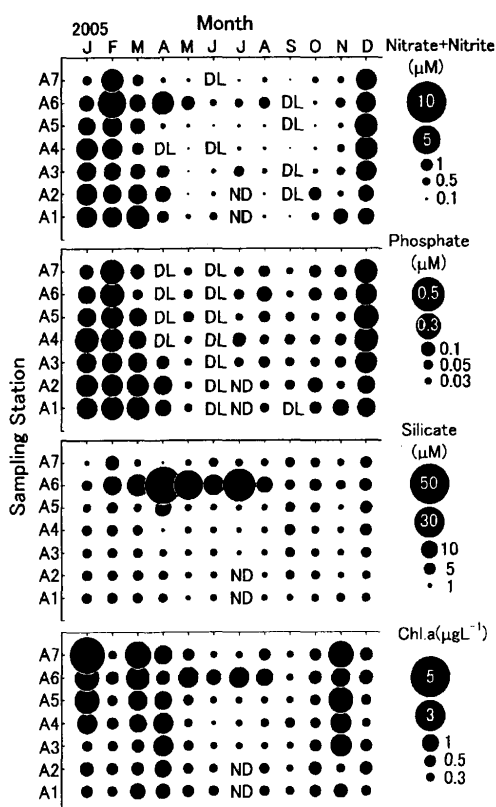 Month
2005
J F M A M J J A S O N D
Nitrate+Nitrite
(μM)
A7 DL
10
A6 DL
A5 DL
5
A4 DL DL
1
A3 DL
0.5
A2 ND DL
0.1
A1 ND
Phosphate
(μM)
A7 DL DL
A6 DL DL
0.5
A5 DL DL
0.3
A4 DL DL
0.1
A3 DL
0.05
A2 DL ND
0.03
A1 DL ND DL
Sampling Station
Silicate
(μM)
A7
A6
50
A5
30
A4
10
A3
5
A2 ND
1
A1 ND
Chl.a(μgL⁻¹)
A7
A6
5
A5
3
A4
1
A3
0.5
A2 ND
0.3
A1 ND